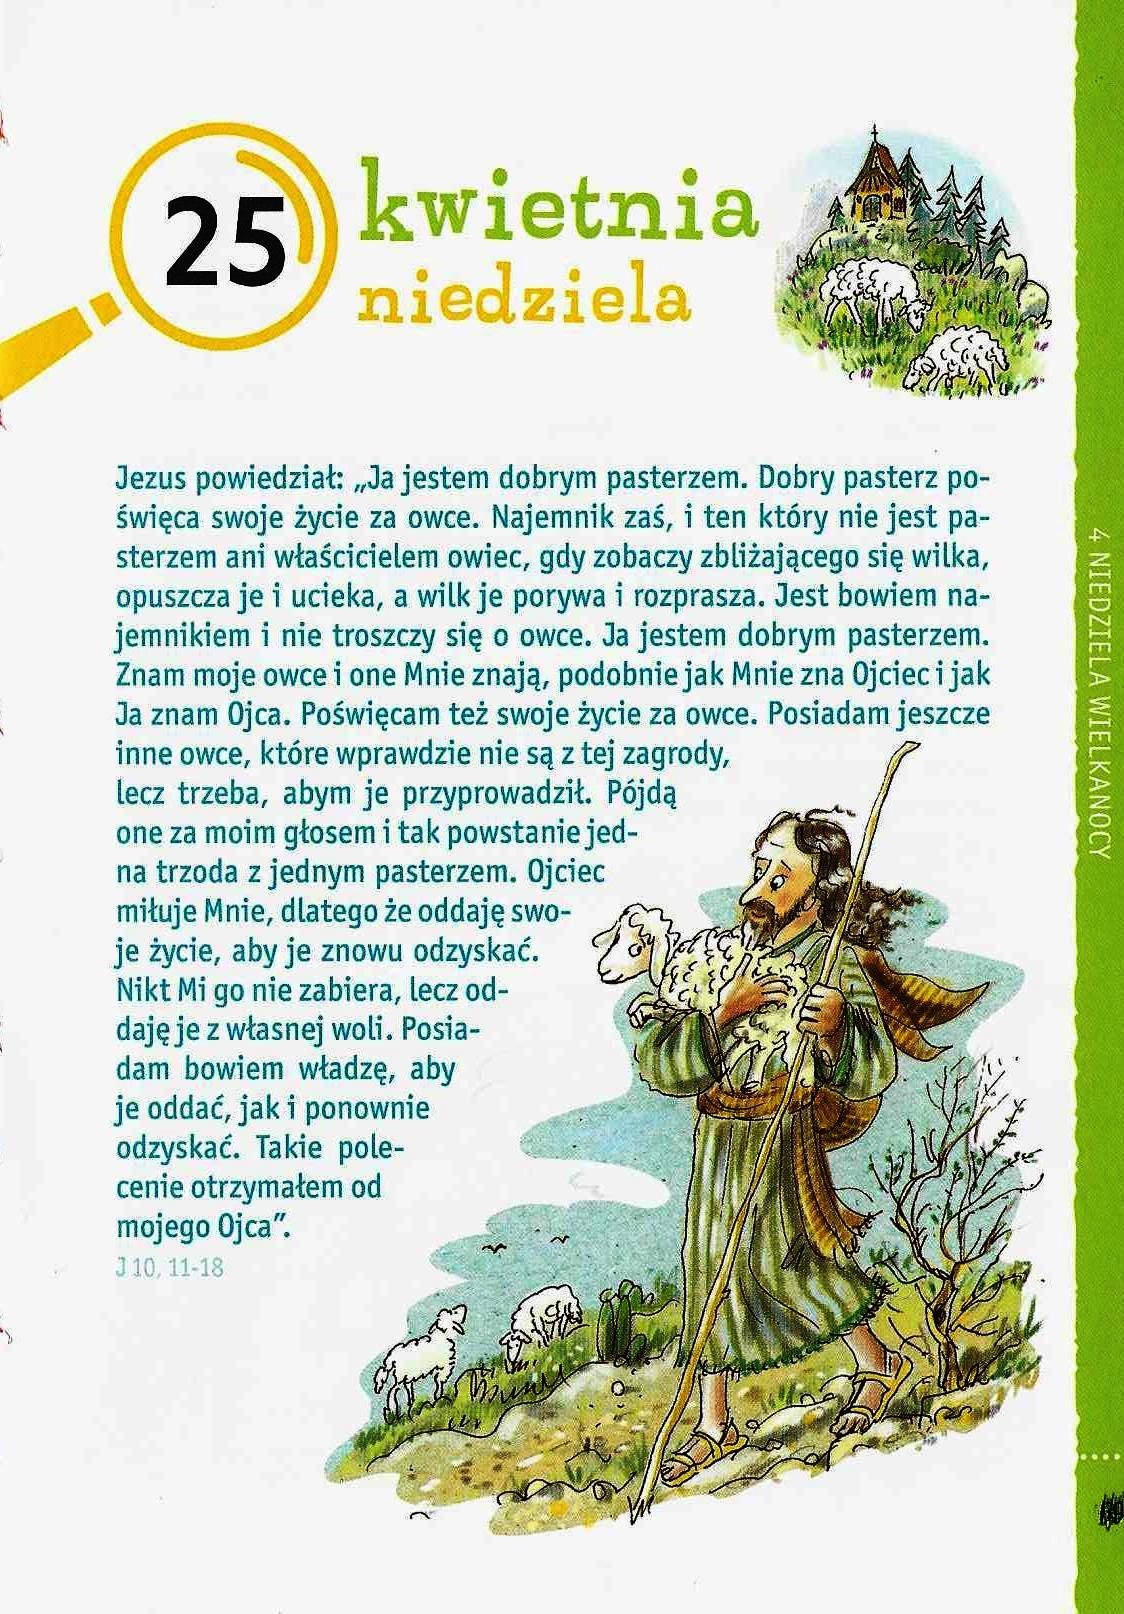 25
kwietnia
niedziela
Jezus powiedział: „Ja jestem dobrym pasterzem. Dobry pasterz po-
święca swoje życie za owce. Najemnik zaś, i ten który nie jest pa-
sterzem ani właścicielem owiec, gdy zobaczy zbliżającego się wilka,
opuszcza je i ucieka, a wilk je porywa i rozprasza. Jest bowiem na-
jemnikiem i nie troszczy się o owce. Ja jestem dobrym pasterzem.
Znam moje owce i one Mnie znają, podobnie jak Mnie zna Ojciec i jak
Ja znam Ojca. Poświęcam też swoje życie za owce. Posiadam jeszcze
inne owce, które wprawdzie nie są z tej zagrody,
lecz trzeba, abym je przyprowadził. Pójdą
one za moim głosem i tak powstanie jed-
na trzoda z jednym pasterzem. Ojciec
miłuje Mnie, dlatego że oddaję swo-
je życie, aby je znowu odzyskać.
Nikt Mi go nie zabiera, lecz od-
daję je z własnej woli. Posia-
dam bowiem władzę, aby
je oddać, jak i ponownie
odzyskać. Takie pole-
cenie otrzymałem od
mojego Ojca”.
J 10, 11-18
4 NIEDZIELA WIELKANOCY